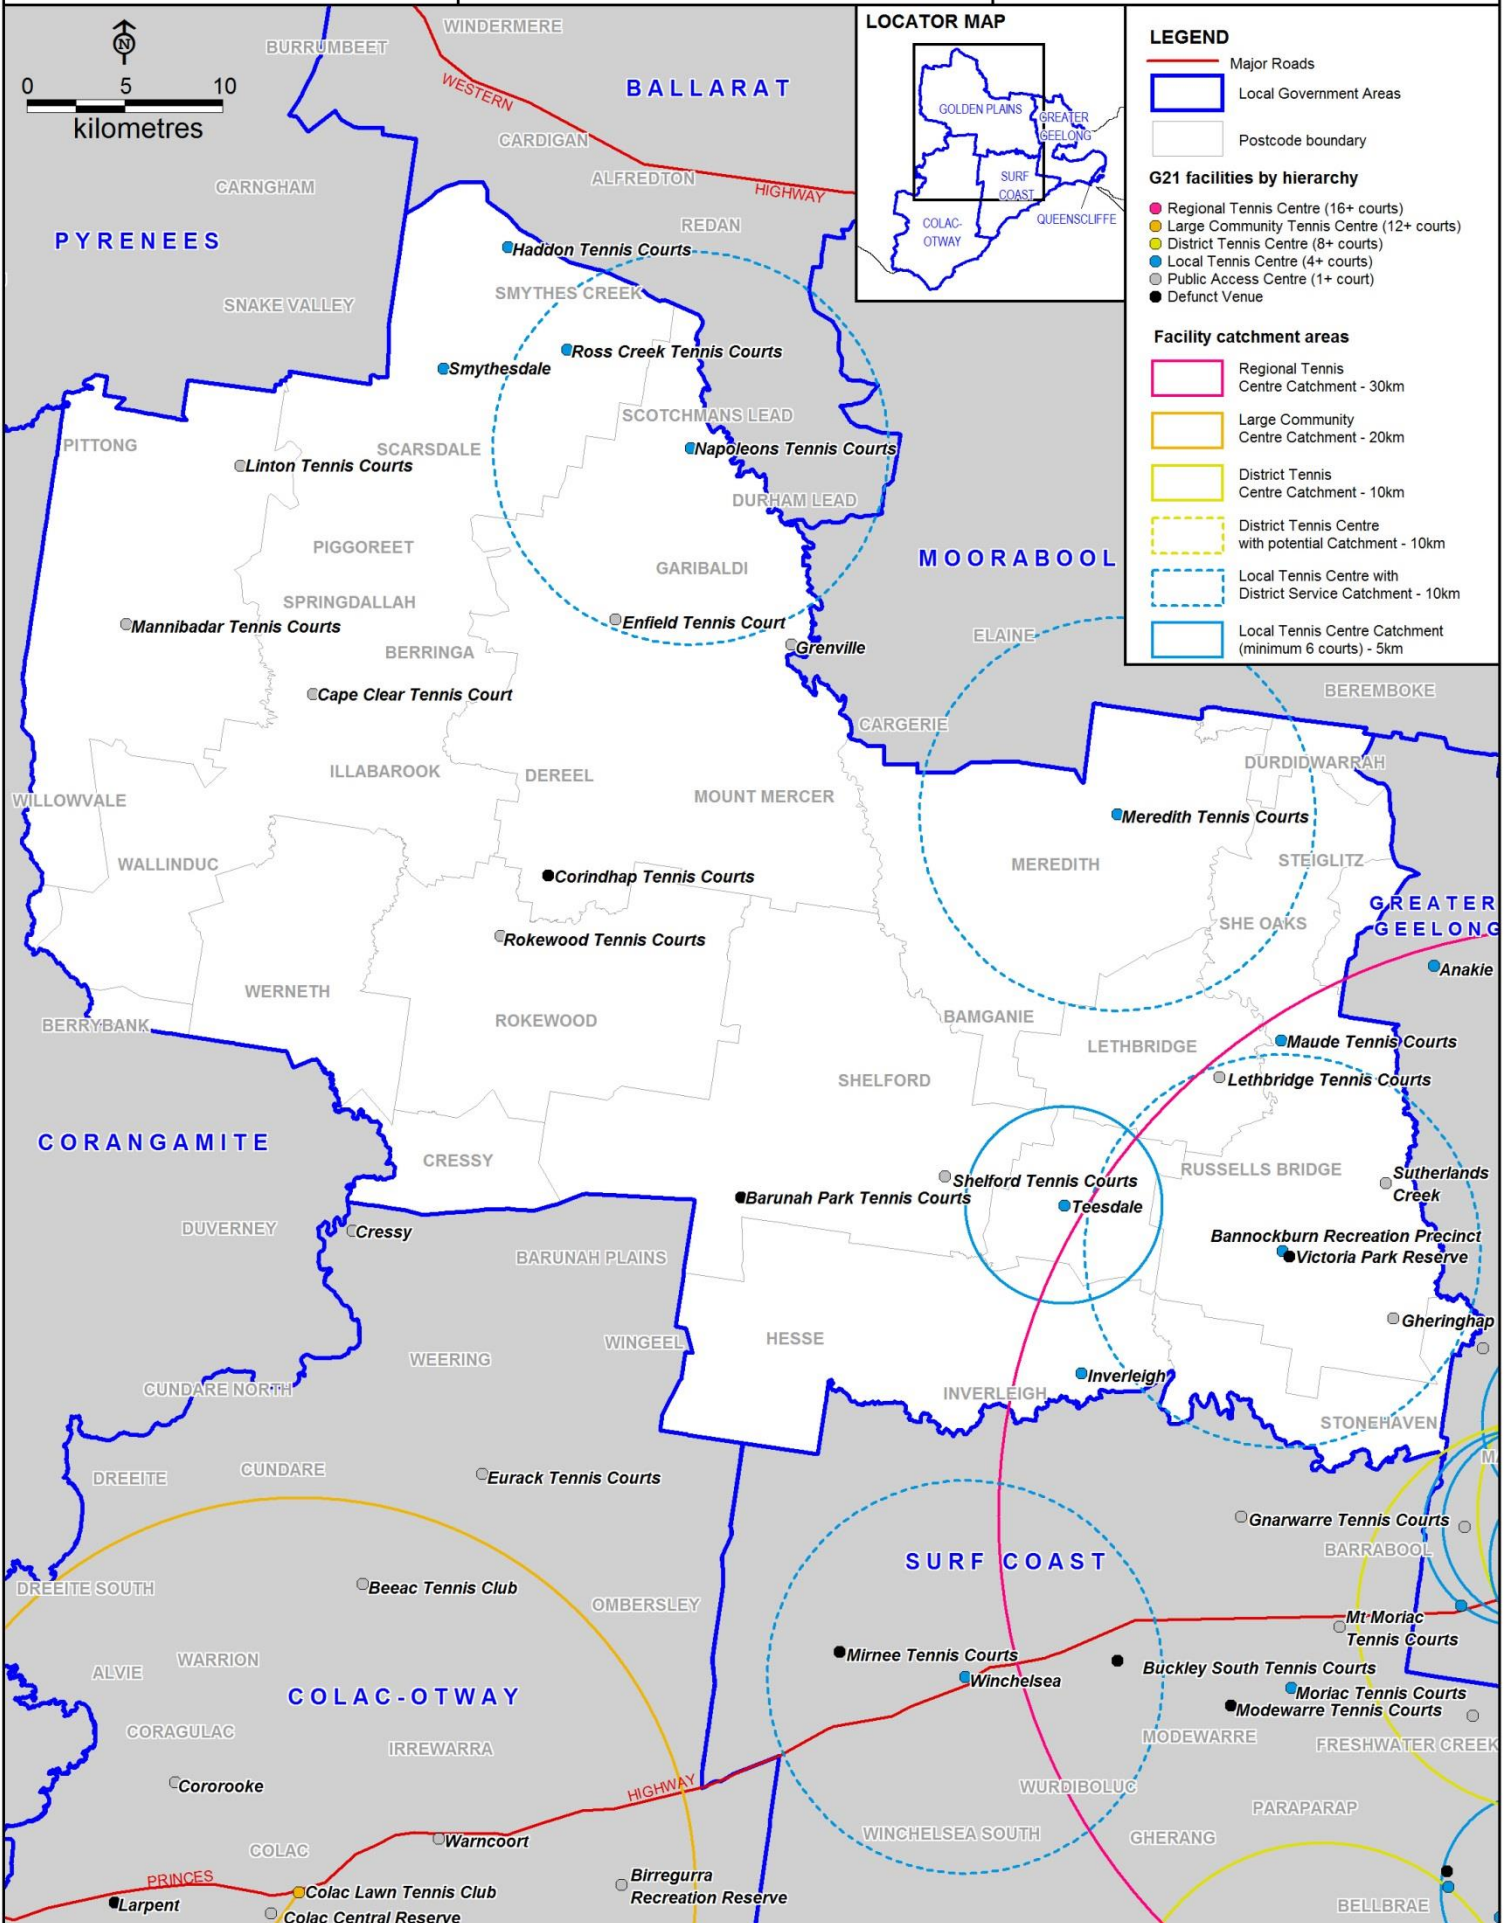 N
0 5 10
kilometres
WINDERMERE
BURRUMBEET
WESTERN
BALLARAT
CARDIGAN
ALFREDTON
HIGHWAY
CARNGHAM
REDAN
PYRENEES
Haddon Tennis Courts
SMYTHES CREEK
SNAKE VALLEY
Ross Creek Tennis Courts
Smythesdale
SCOTCHMANS LEAD
PITTONG
SCARSDALE
Napoleons Tennis Courts
Linton Tennis Courts
DURHAM LEAD
PIGGOREET
MOORABOOL
GARIBALDI
SPRINGDALLAH
Mannibadar Tennis Courts
Enfield Tennis Court
ELAINE
BERRINGA
Grenville
Cape Clear Tennis Court
BEREMBOKE
CARGERIE
DURDIDWARRAH
ILLABAROOK
DEREEL
MOUNT MERCER
WILLOWVALE
Meredith Tennis Courts
WALLINDUC
MEREDITH
STEIGLITZ
Corindhap Tennis Courts
GREATER
GEELONG
SHE OAKS
Rokewood Tennis Courts
Anakie
WERNETH
BERRYBANK
ROKEWOOD
BAMGANIE
LETHBRIDGE
Maude Tennis Courts
SHELFORD
Lethbridge Tennis Courts
CORANGAMITE
CRESSY
RUSSELLS BRIDGE
Shelford Tennis Courts
Sutherlands
Creek
Barunah Park Tennis Courts
Teesdale
DUVERNEY
Cressy
Bannockburn Recreation Precinct
Victoria Park Reserve
BARUNAH PLAINS
Gheringhap
WINGEEL
HESSE
WEERING
Inverleigh
CUNDARE NORTH
INVERLEIGH
STONEHAVEN
DREEITE
CUNDARE
Eurack Tennis Courts
Gnarwarre Tennis Courts
BARRABOOL
SURF COAST
DREEITE SOUTH
Beeac Tennis Club
OMBERSLEY
Mt Moriac
Tennis Courts
Mirnee Tennis Courts
WARRION
ALVIE
Winchelsea
Buckley South Tennis Courts
COLAC-OTWAY
Moriac Tennis Courts
Modewarre Tennis Courts
CORAGULAC
MODEWARRE
FRESHWATER CREEK
IRREWARRA
Cororooke
HIGHWAY
WURDIBOLUC
PARAPARAP
WINCHELSEA SOUTH
GHERANG
Warncoort
COLAC
PRINCES
Birregurra
Recreation Reserve
Colac Lawn Tennis Club
Larpent
BELLBRAE
Colac Central Reserve
LOCATOR MAP
GOLDEN PLAINS
GREATER
GEELONG
SURF
COAST
QUEENSCLIFFE
COLAC-
OTWAY
LEGEND
Major Roads
Local Government Areas
Postcode boundary
G21 facilities by hierarchy
Regional Tennis Centre (16+ courts)
Large Community Tennis Centre (12+ courts)
District Tennis Centre (8+ courts)
Local Tennis Centre (4+ courts)
Public Access Centre (1+ court)
Defunct Venue
Facility catchment areas
Regional Tennis
Centre Catchment - 30km
Large Community
Centre Catchment - 20km
District Tennis
Centre Catchment - 10km
District Tennis Centre
with potential Catchment - 10km
Local Tennis Centre with
District Service Catchment - 10km
Local Tennis Centre Catchment
(minimum 6 courts) - 5km